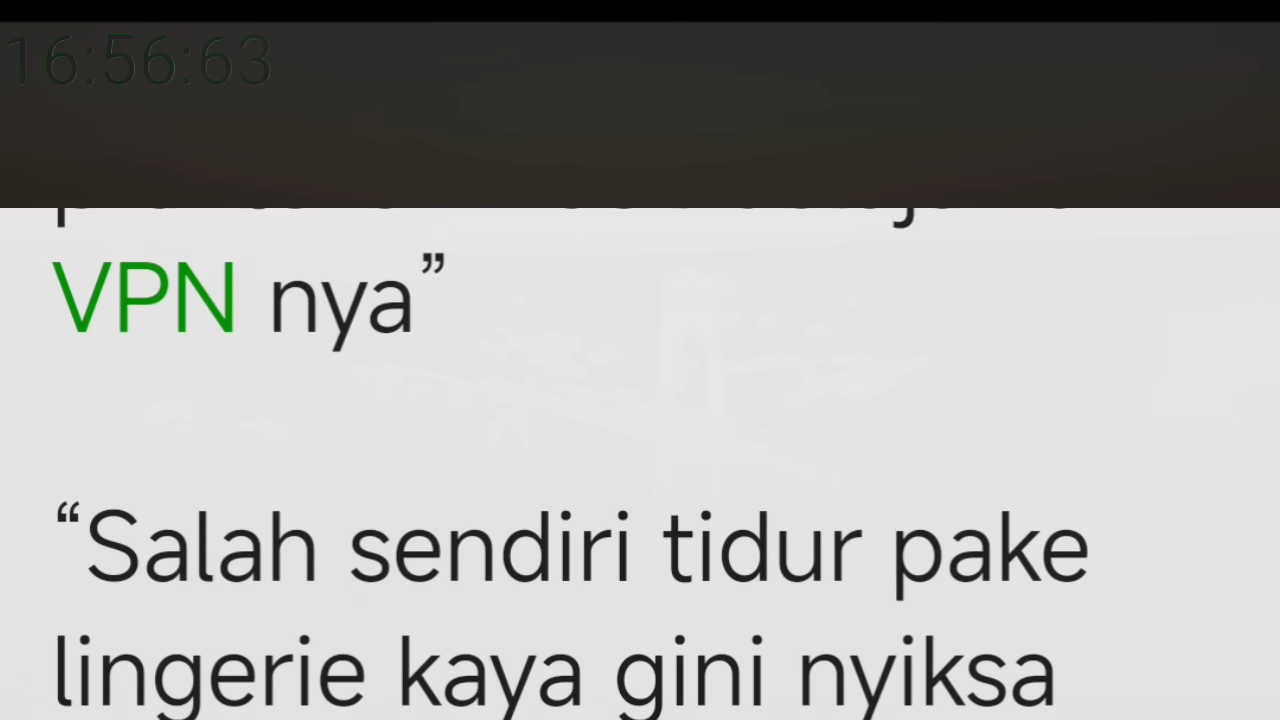 16:56:63
VPN nya”
“Salah sendiri tidur pake
lingerie kaya gini nyiksa